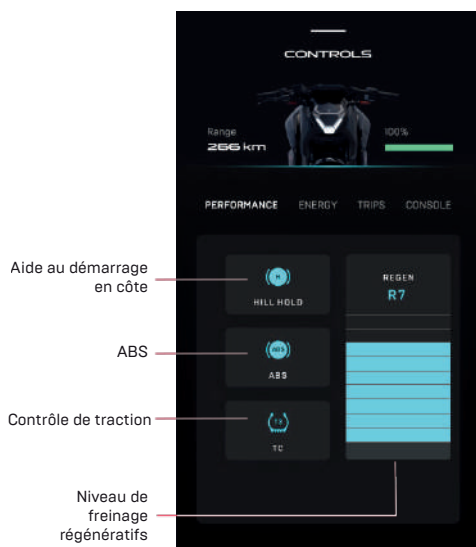 CONTROLS
Range
266 km
100%
PERFORMANCE ENERGY TRIPS CONSOLE
Aide au démarrage
en côte
HILL HOLD
REGEN
R7
ABS
ABS
ABS
Contrôle de traction
TC
Niveau de
freinage
régénératifs